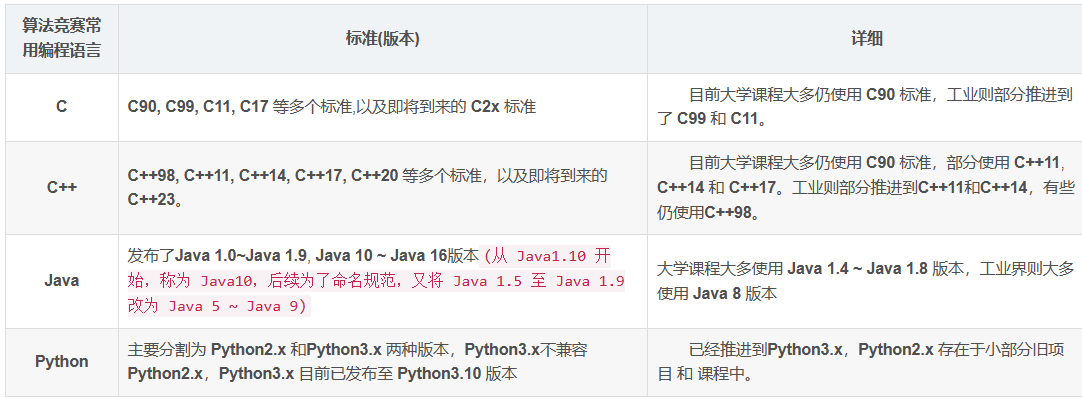 算法竞赛常
用编程语言
标准(版本)
详细
C
C90, C99, C11, C17 等多个标准,以及即将到来的 C2x 标准
目前大学课程大多仍使用 C90 标准，工业则部分推进到
了 C99 和 C11。
C++
C++98, C++11, C++14, C++17, C++20 等多个标准，以及即将到来的
C++23。
目前大学课程大多仍使用 C90 标准，部分使用 C++11,
C++14 和 C++17。工业则部分推进到C++11和C++14，有些
仍使用C++98。
Java
发布了Java 1.0~Java 1.9, Java 10 ~ Java 16版本(从 Java1.10 开
始，称为 Java10，后续为了命名规范，又将 Java 1.5 至 Java 1.9
改为 Java 5 ~ Java 9)
大学课程大多使用 Java 1.4 ~ Java 1.8 版本，工业界则大多
使用 Java 8 版本
Python
主要分割为 Python2.x 和Python3.x 两种版本，Python3.x不兼容
Python2.x，Python3.x 目前已发布至 Python3.10 版本
已经推进到Python3.x，Python2.x 存在于小部分旧项
目 和 课程中。